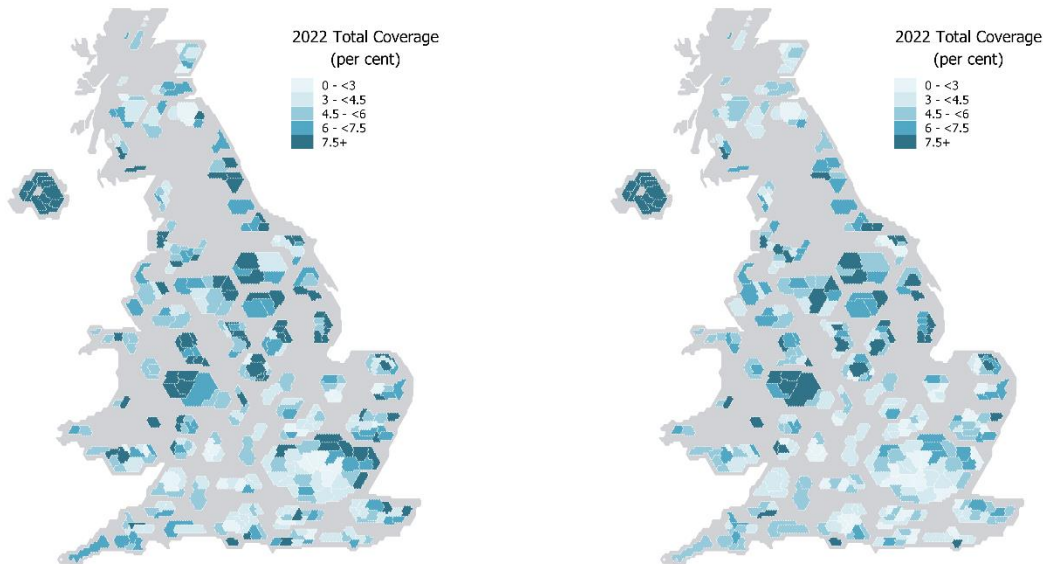 2022 Total Coverage
(per cent)
0 - <3
3 - <4.5
4.5 - <6
6 - <7.5
7.5+
2022 Total Coverage
(per cent)
0 - <3
3 - <4.5
4.5 - <6
6 - <7.5
7.5+